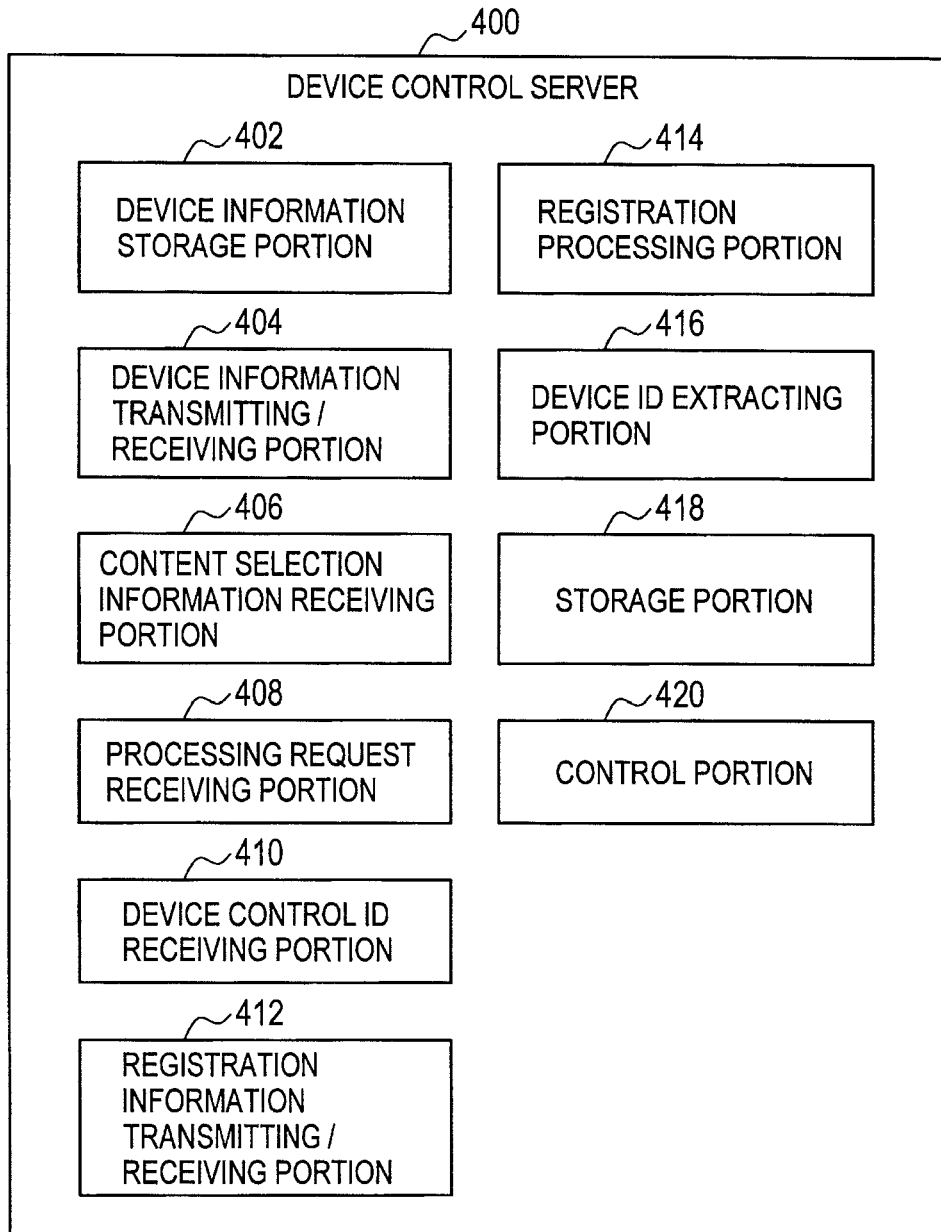 400
DEVICE CONTROL SERVER
402
DEVICE INFORMATION
STORAGE PORTION
404
DEVICE INFORMATION
TRANSMITTING /
RECEIVING PORTION
406
CONTENT SELECTION
INFORMATION RECEIVING
PORTION
408
PROCESSING REQUEST
RECEIVING PORTION
410
DEVICE CONTROL ID
RECEIVING PORTION
412
REGISTRATION
INFORMATION
TRANSMITTING /
RECEIVING PORTION
414
REGISTRATION
PROCESSING PORTION
416
DEVICE ID EXTRACTING
PORTION
418
STORAGE PORTION
420
CONTROL PORTION